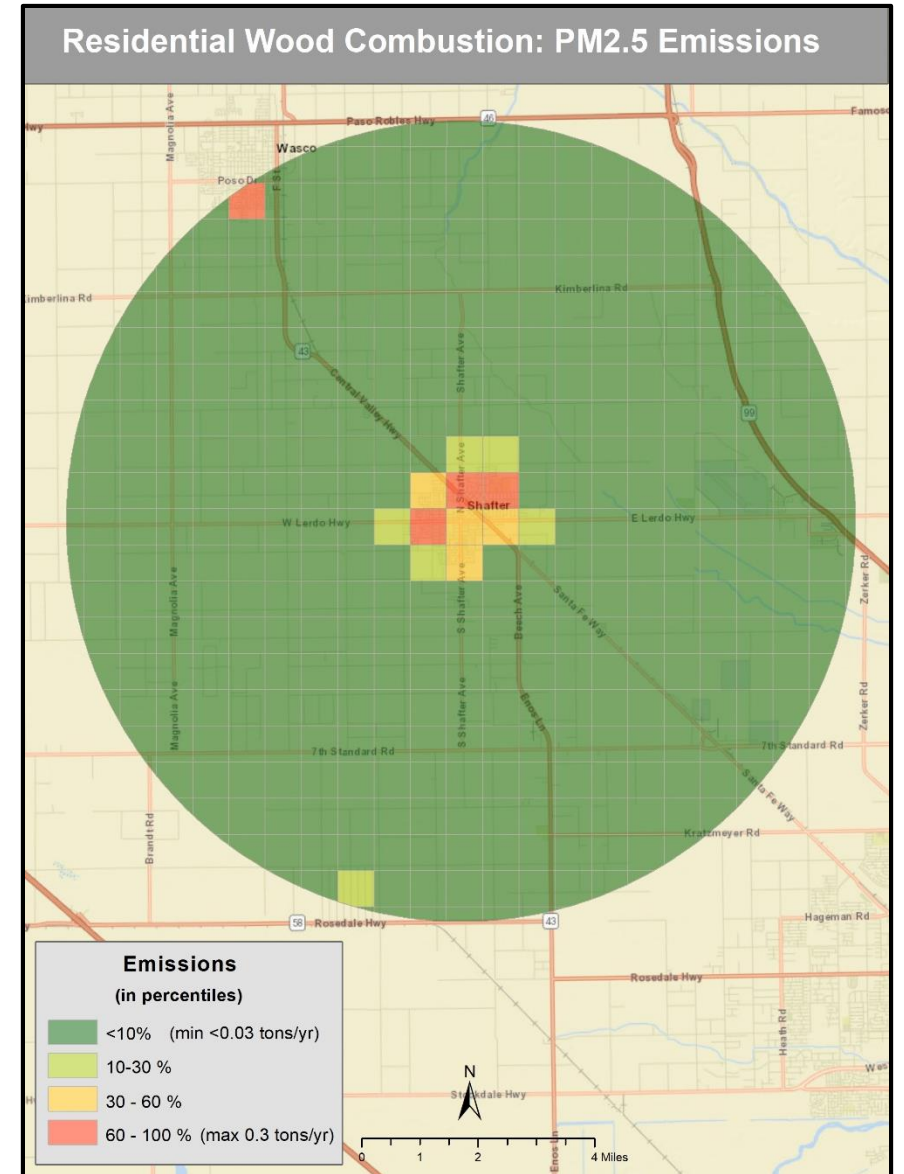 Residential Wood Combustion: PM2.5 Emissions
Magnolia Ave
Paso Robles Hwy
46
Wasco
F St
Poso Dr
Kimberlina Rd
43
Central Valley Hwy
Shafter Ave
99
N Shafter Ave
Shafter
W Lerdo Hwy
E Lerdo Hwy
Magnolia Ave
S Shafter Ave
Beech Ave
Santa Fe Way
Zerker Rd
Magnolia Ave
S Shafter Ave
Enos Ln
Zerker Rd
7th Standard Rd
7th Standard Rd
Santa Fe Way
Brandt Rd
Kratzmeyer Rd
58
Rosedale Hwy
43
Hageman Rd
Rosedale Hwy
Heath Rd
Stockdale Hwy
Enos Ln
Emissions
(in percentiles)
<10% (min <0.03 tons/yr)
10-30 %
30 - 60 %
60 - 100 % (max 0.3 tons/yr)
N
0 1 2 4 Miles